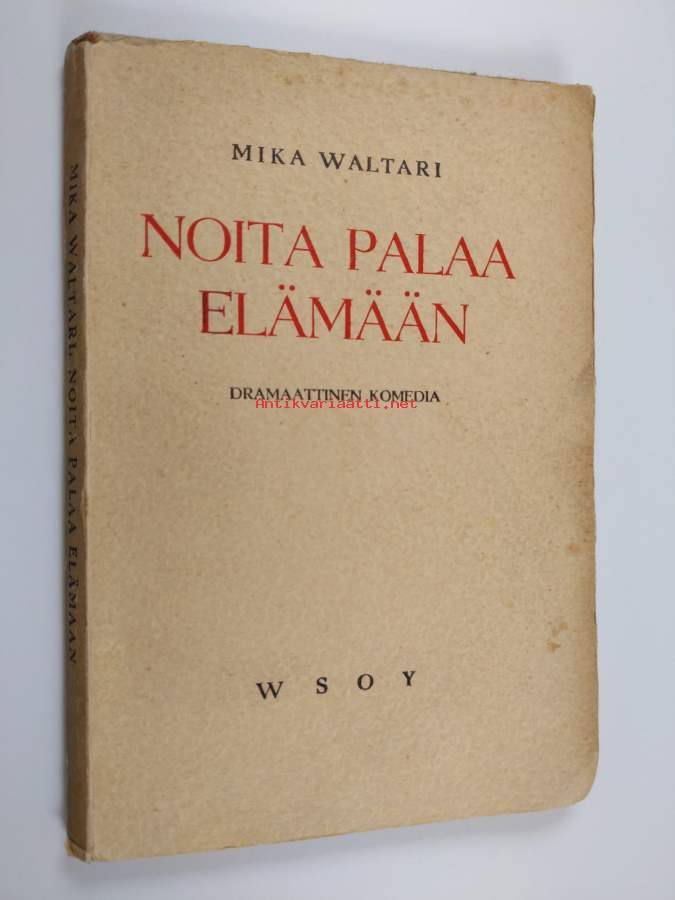 MIKA WALTARI
NOITA PALAA
ELÄMÄÄN
DRAMAATTINEN KOMEDIA
Antikvariaatti.net
W S O Y
MIKA WALTARI: NOITA PALAA ELÄMÄÄN